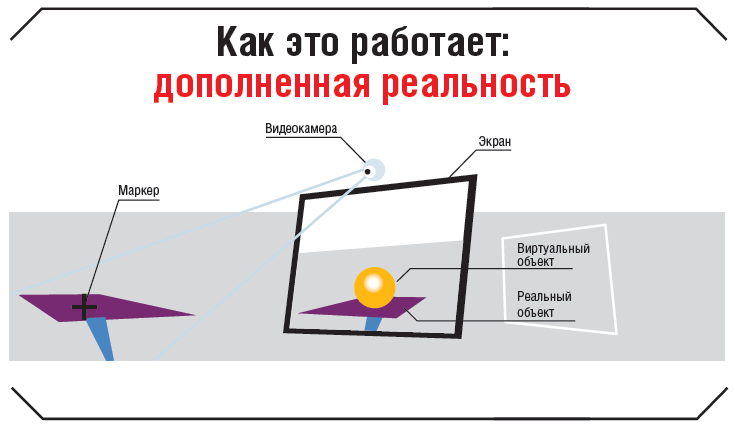 Как это работает:
дополненная реальность
Видеокамера
Экран
Маркер
Виртуальный
объект
Реальный
объект